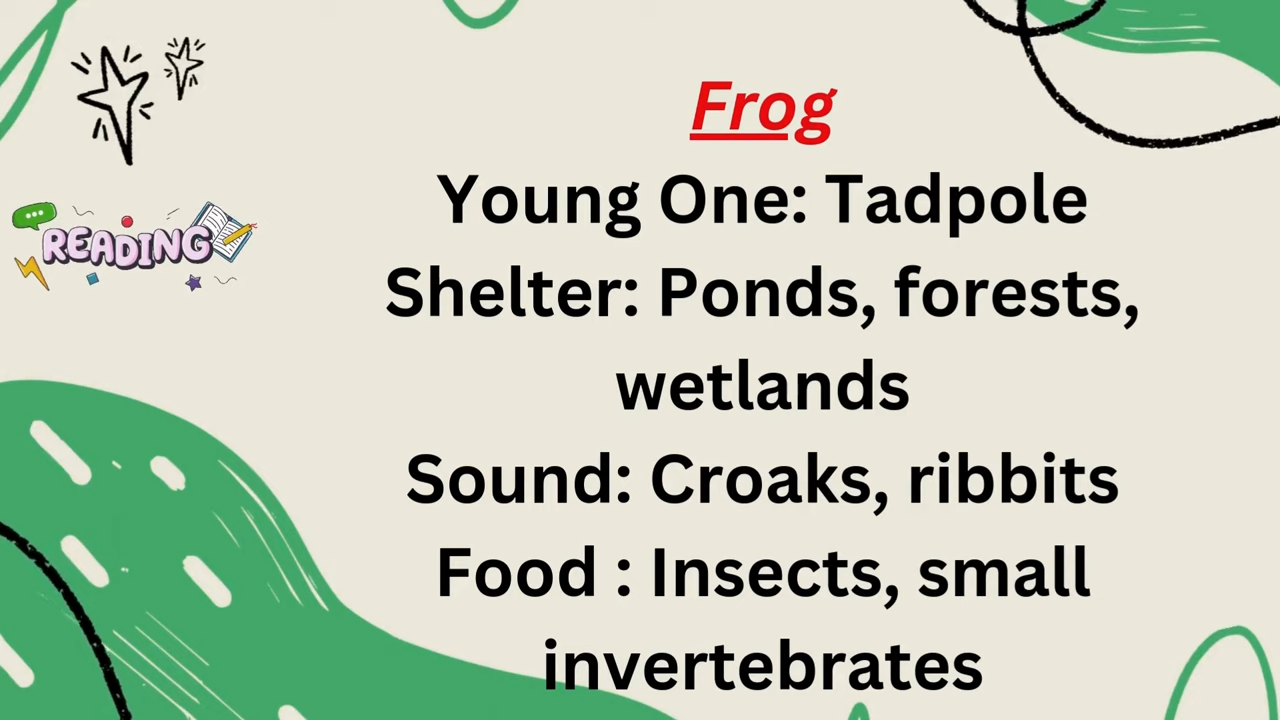 Frog
Young One: Tadpole
Shelter: Ponds, forests,
wetlands
READING
Sound: Croaks, ribbits
Food : Insects, small
invertebrates